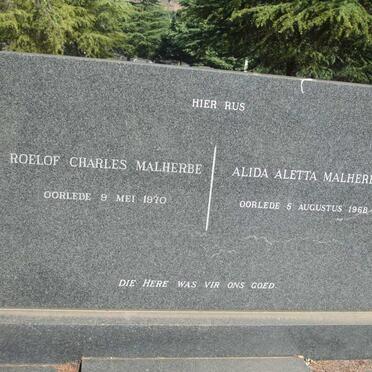 HIER RUS
ROELOF CHARLES MALHERBE
OORLEDE 9 MEI 1970
ALIDA ALETTA MALHERB
OORLEDE 5 AUGUSTUS 1968
DIE HERE WAS VIR ONS GOED